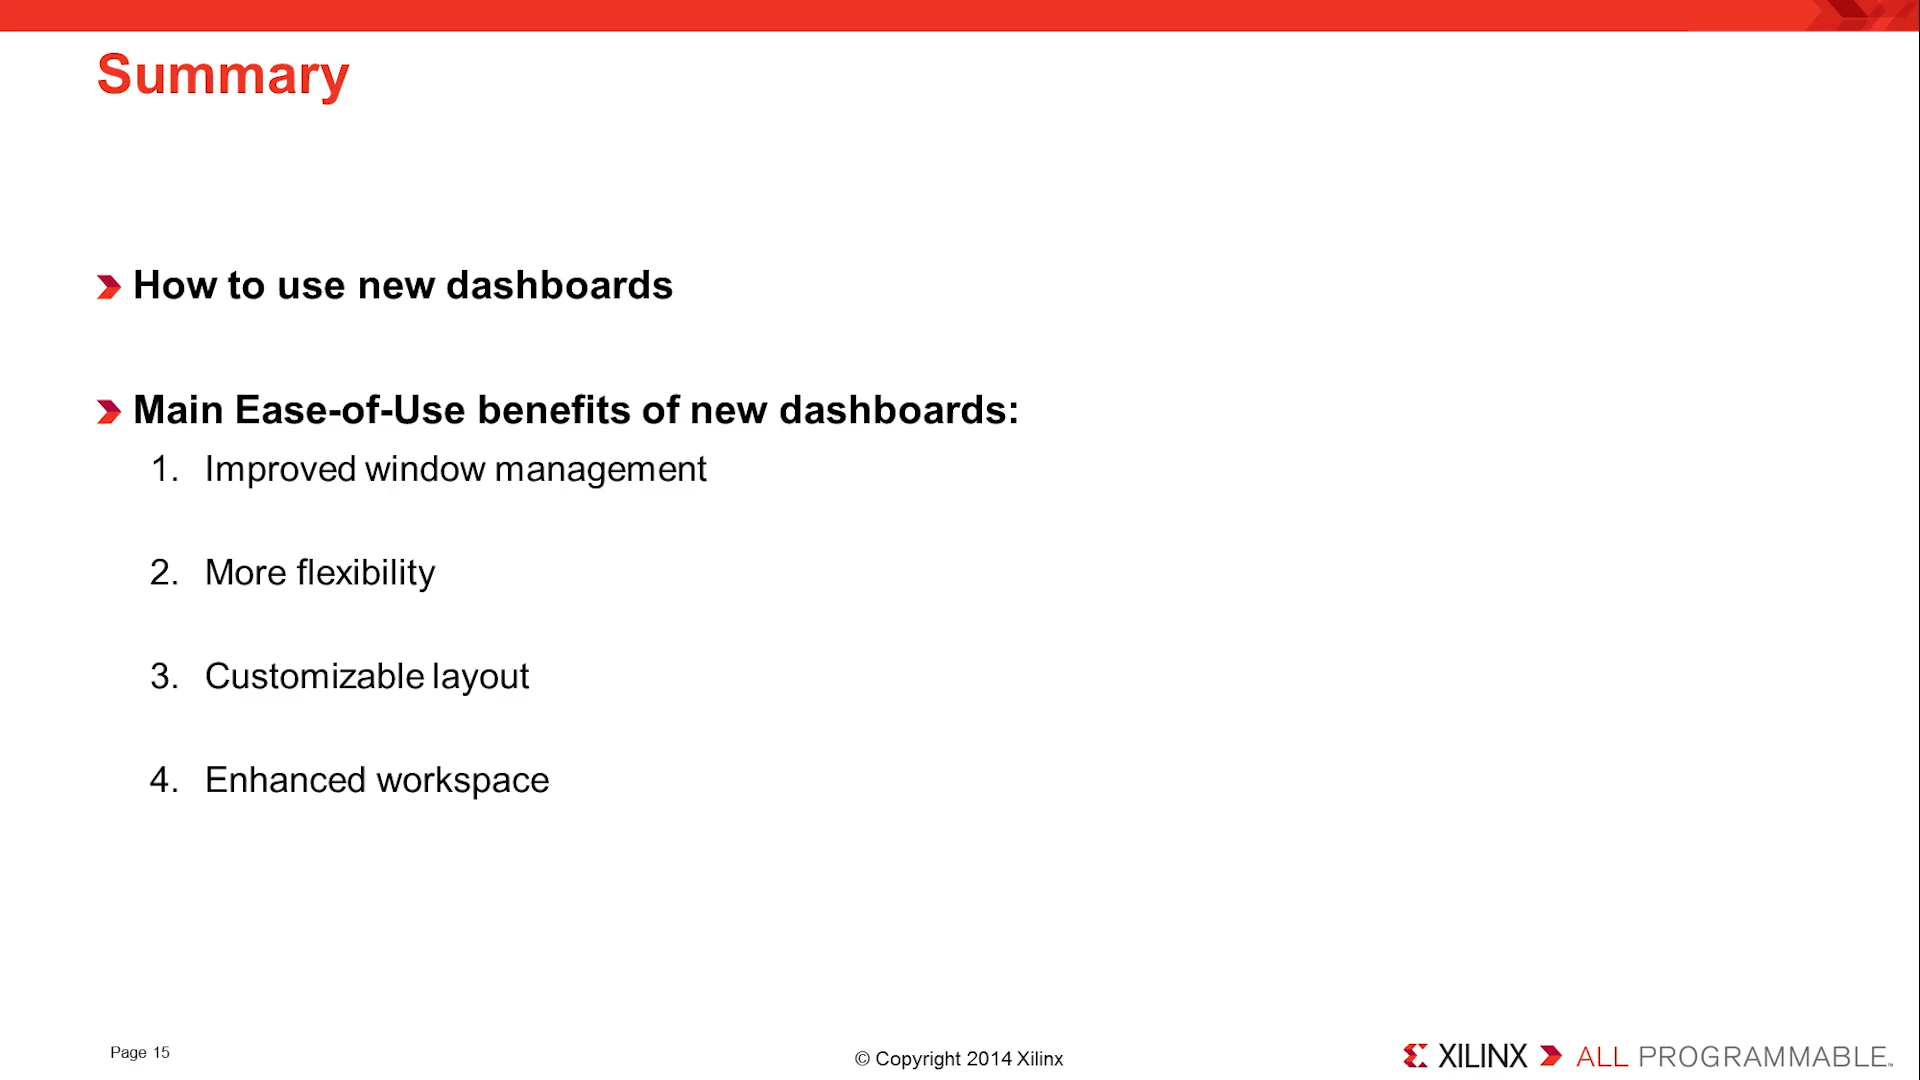 Summary
How to use new dashboards
Main Ease-of-Use benefits of new dashboards:
1. Improved window management
2. More flexibility
3. Customizable layout
4. Enhanced workspace
Page 15
© Copyright 2014 Xilinx
XILINX ALL PROGRAMMABLE™